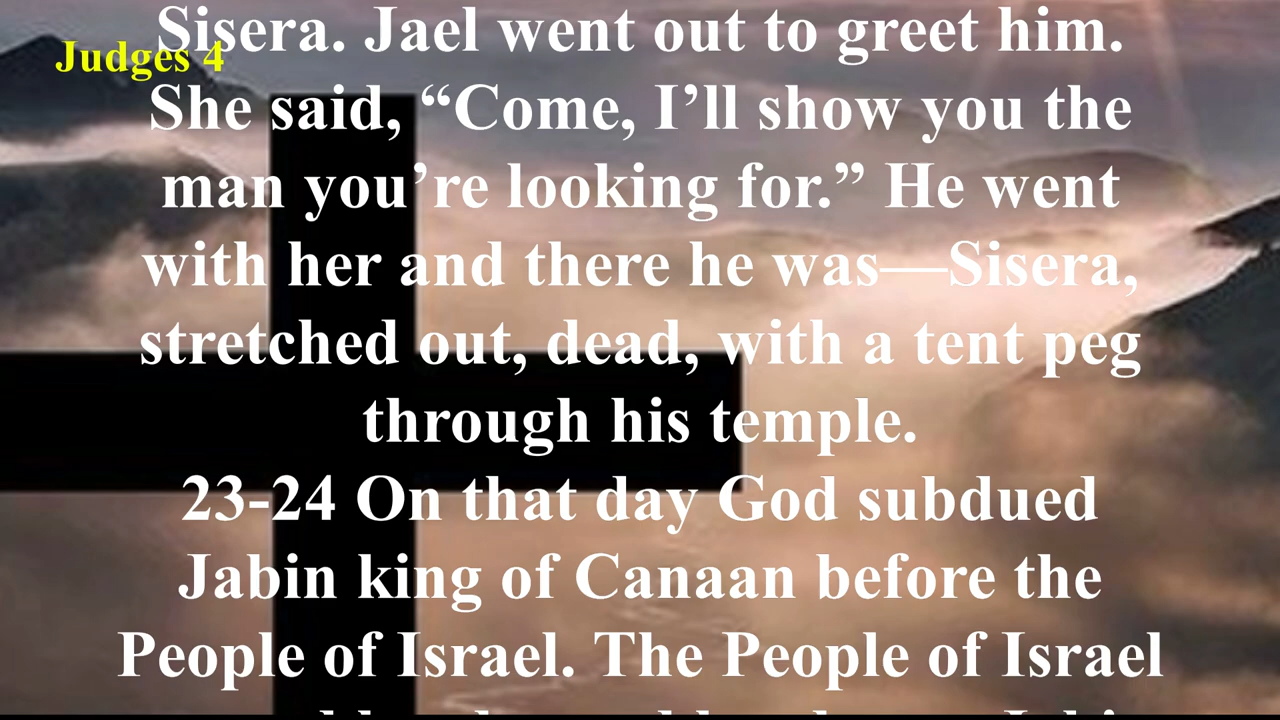 Judges 4
Sisera. Jael went out to greet him.
She said, “Come, I’ll show you the
man you’re looking for.” He went
with her and there he was—Sisera,
stretched out, dead, with a tent peg
through his temple.
23-24 On that day God subdued
Jabin king of Canaan before the
People of Israel. The People of Israel